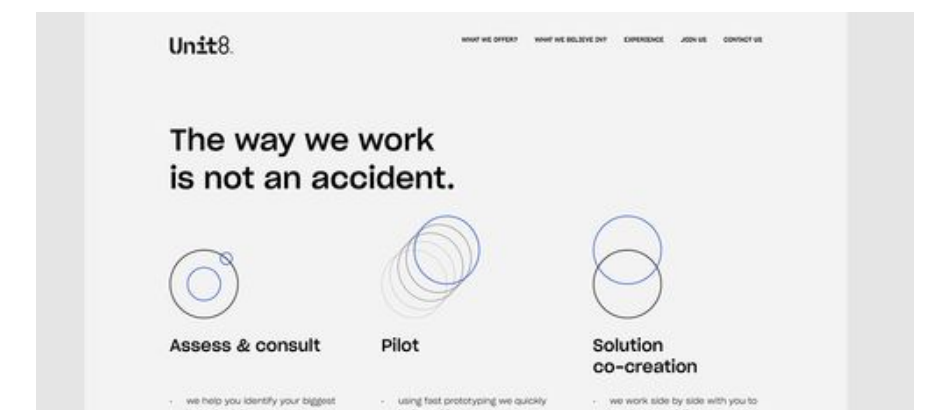 Unit8.
WHAT WE OFFER? WHAT WE BELIEVE IN? EXPERIENCE JOIN US CONTACT US
The way we work
is not an accident.
Assess & consult
Pilot
Solution
co-creation
· we help you identify your biggest
· using fast prototyping we quickly
· we work side by side with you to